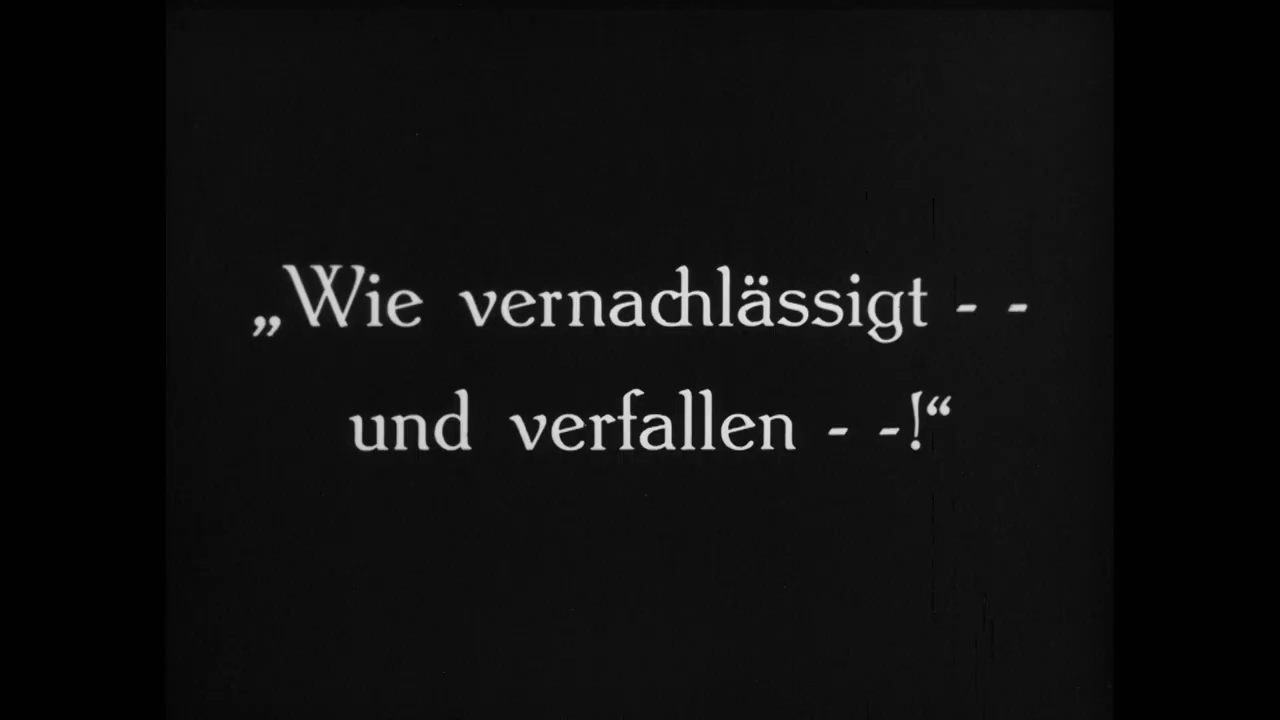 „Wie vernachlässigt - -
und verfallen - -!“